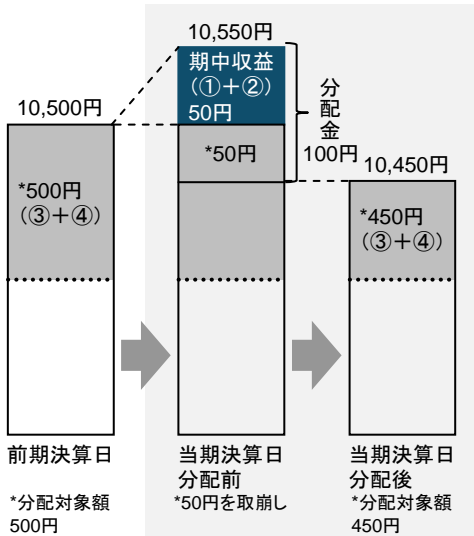 10,500円
*500円
(③+④)
前期決算日
*分配対象額
500円
10,550円
期中収益
(①+②)
50円
*50円
分配金
100円
当期決算日
分配前
*50円を取崩し
10,450円
*450円
(③+④)
当期決算日
分配後
*分配対象額
450円